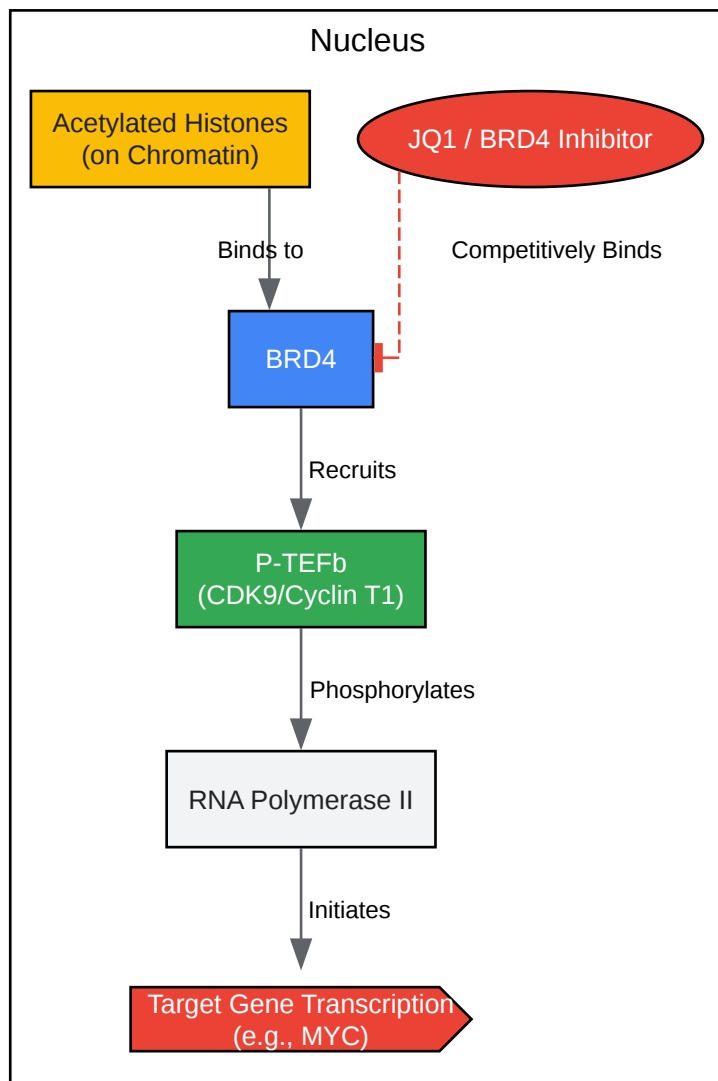 Nucleus
Acetylated Histones
(on Chromatin)
JQ1 / BRD4 Inhibitor
Binds to
Competitively Binds
BRD4
Recruits
P-TEFb
(CDK9/Cyclin T1)
Phosphorylates
RNA Polymerase II
Initiates
Target Gene Transcription
(e.g., MYC)